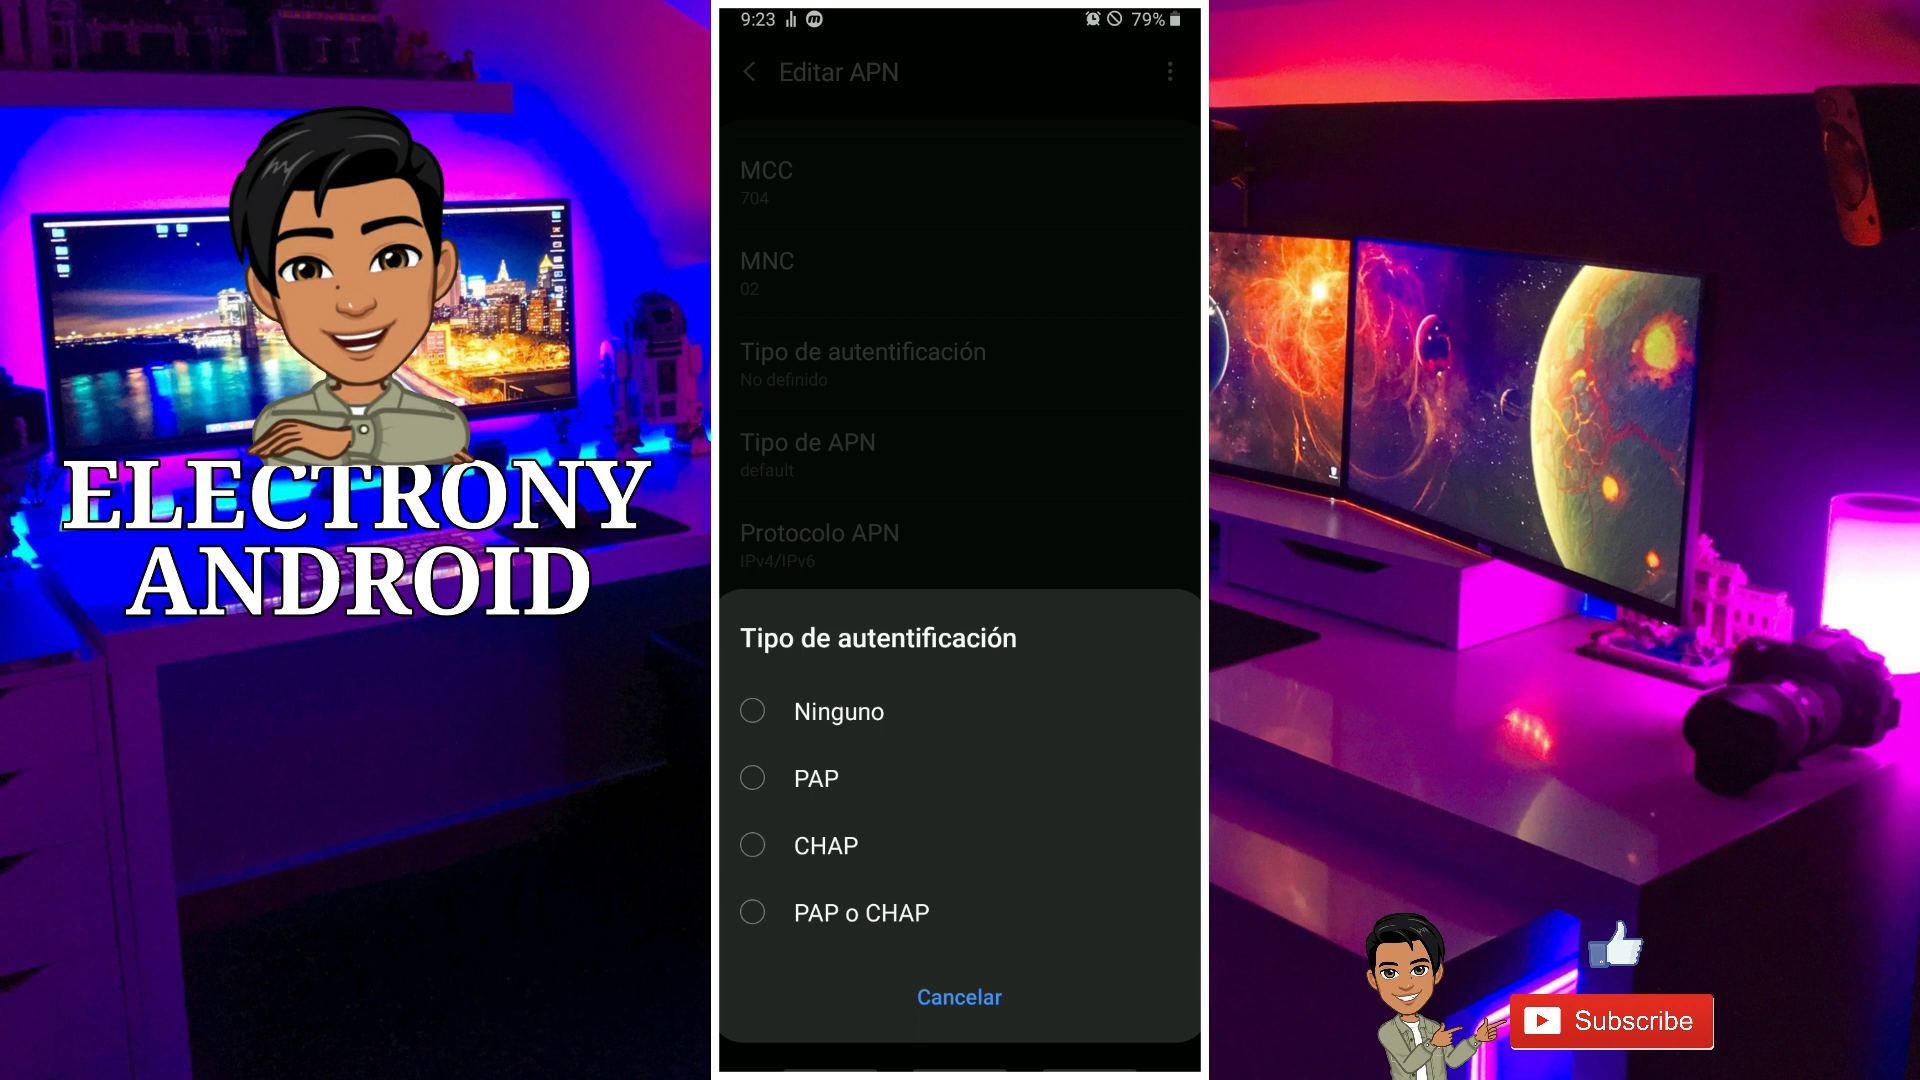 ELECTRONY
ANDROID
9:23
79%
Editar APN
MCC
704
MNC
02
Tipo de autentificación
No definido
Tipo de APN
default
Protocolo APN
IPv4/IPv6
Tipo de autentificación
Ninguno
PAP
CHAP
PAP o CHAP
Cancelar
Subscribe